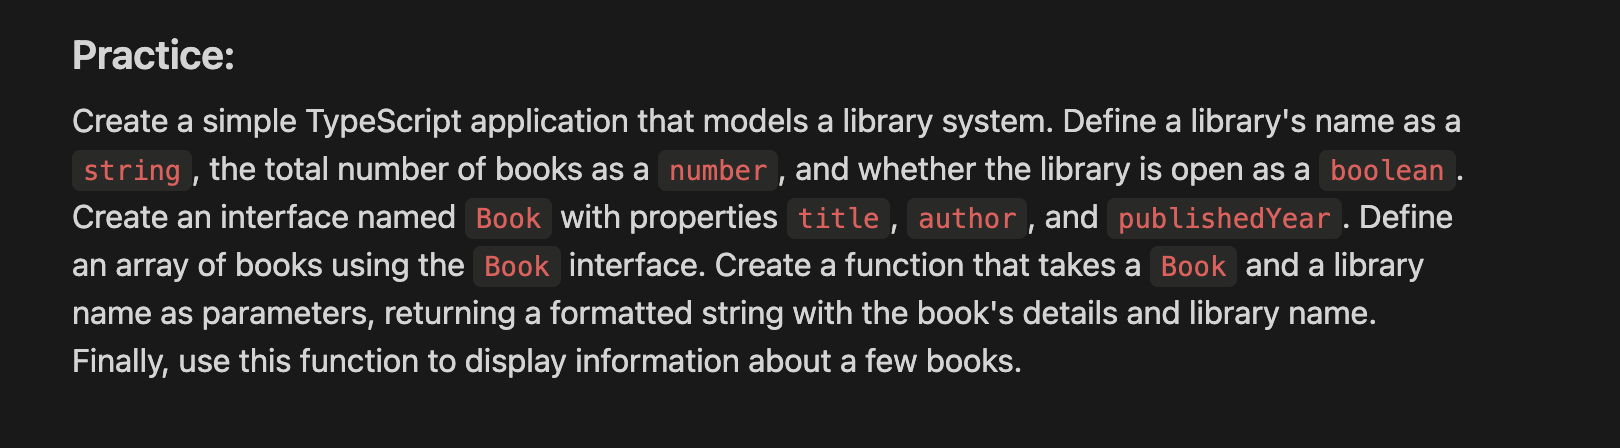 Practice:
Create a simple TypeScript application that models a library system. Define a library's name as a
string, the total number of books as a number, and whether the library is open as a boolean.
Create an interface named Book with properties title, author, and publishedYear. Define
an array of books using the Book interface. Create a function that takes a Book and a library
name as parameters, returning a formatted string with the book's details and library name.
Finally, use this function to display information about a few books.